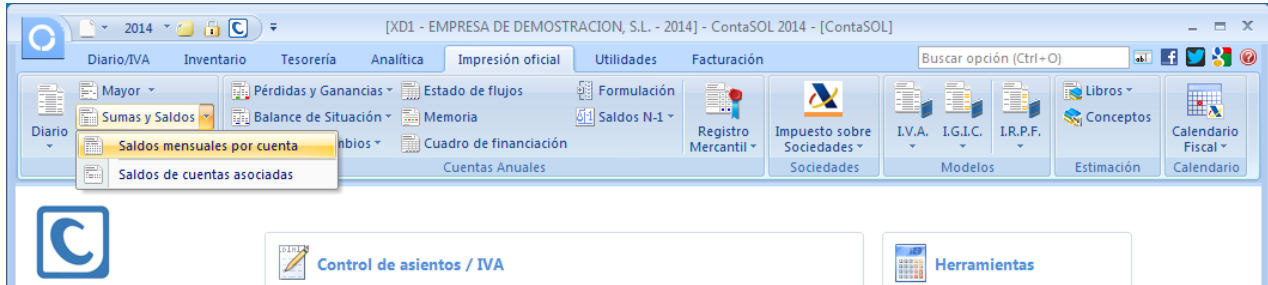 2014
[XD1 - EMPRESA DE DEMOSTRACION, S.L. - 2014] - ContaSOL 2014 - [ContaSOL]
Diario/IVA Inventario Tesorería Analítica Impresión oficial Utilidades Facturación Buscar opción (Ctrl+O)
Mayor Pérdidas y Ganancias Estado de flujos Formulación Libros
Sumas y Saldos Balance de Situación Memoria Saldos N-1 Conceptos
Diario Registro Mercantil Impuesto sobre Sociedades I.V.A. I.G.I.C. I.R.P.F. Calendario Fiscal
Saldos mensuales por cuenta nbios Cuadro de financiación
Saldos de cuentas asociadas Cuentas Anuales Sociedades Modelos Estimación Calendario
C
Control de asientos / IVA Herramientas